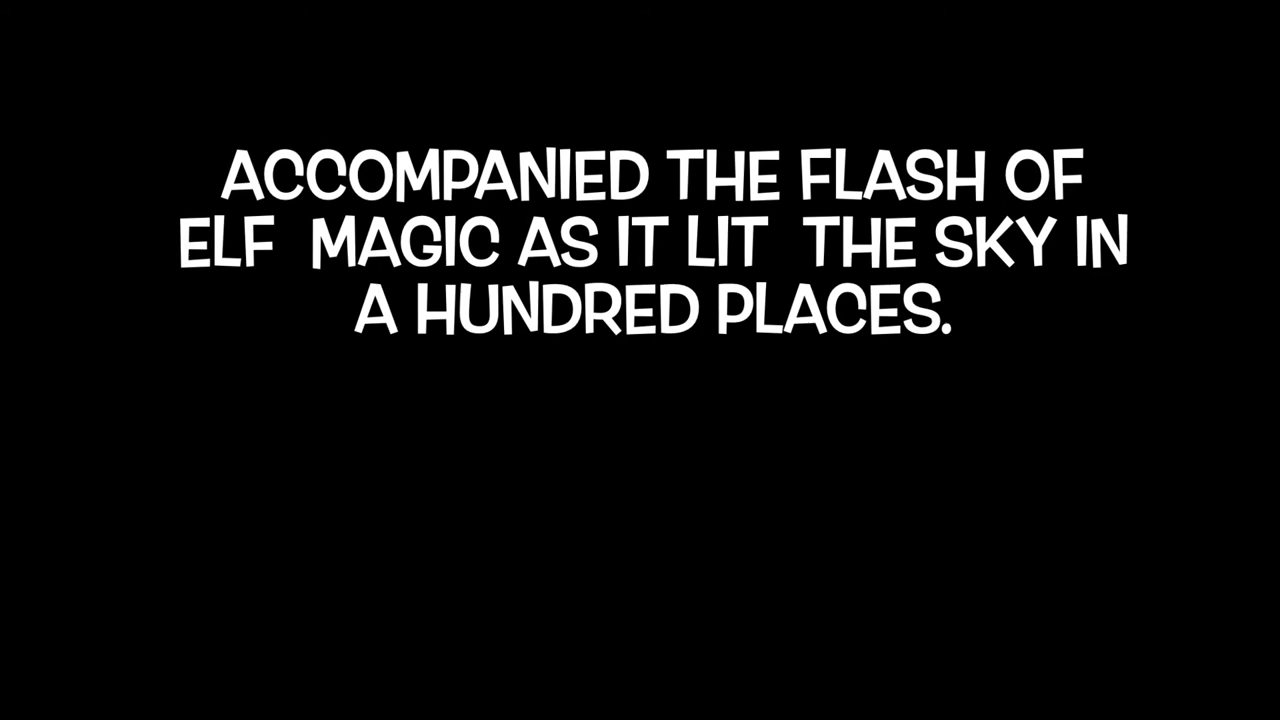 ACCOMPANIED THE FLASH OF
ELF  MAGIC AS IT LIT  THE SKY IN
A HUNDRED PLACES.